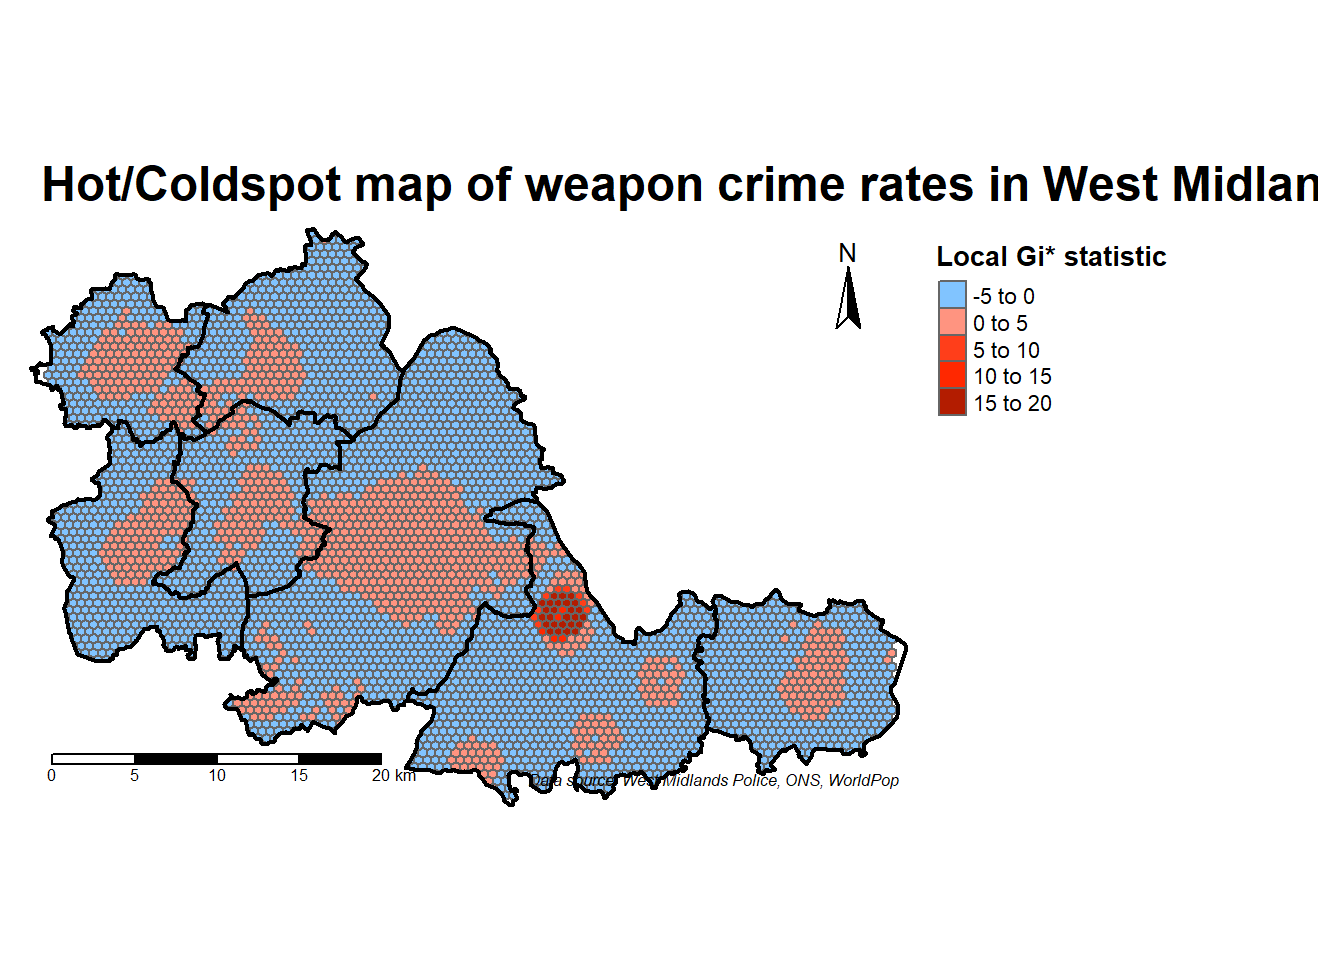 Hot/Coldspot map of weapon crime rates in West Midlan
N
Local Gi* statistic
-5 to 0
0 to 5
5 to 10
10 to 15
15 to 20
0 5 10 15 20 km
Data source: West Midlands Police, ONS, WorldPop